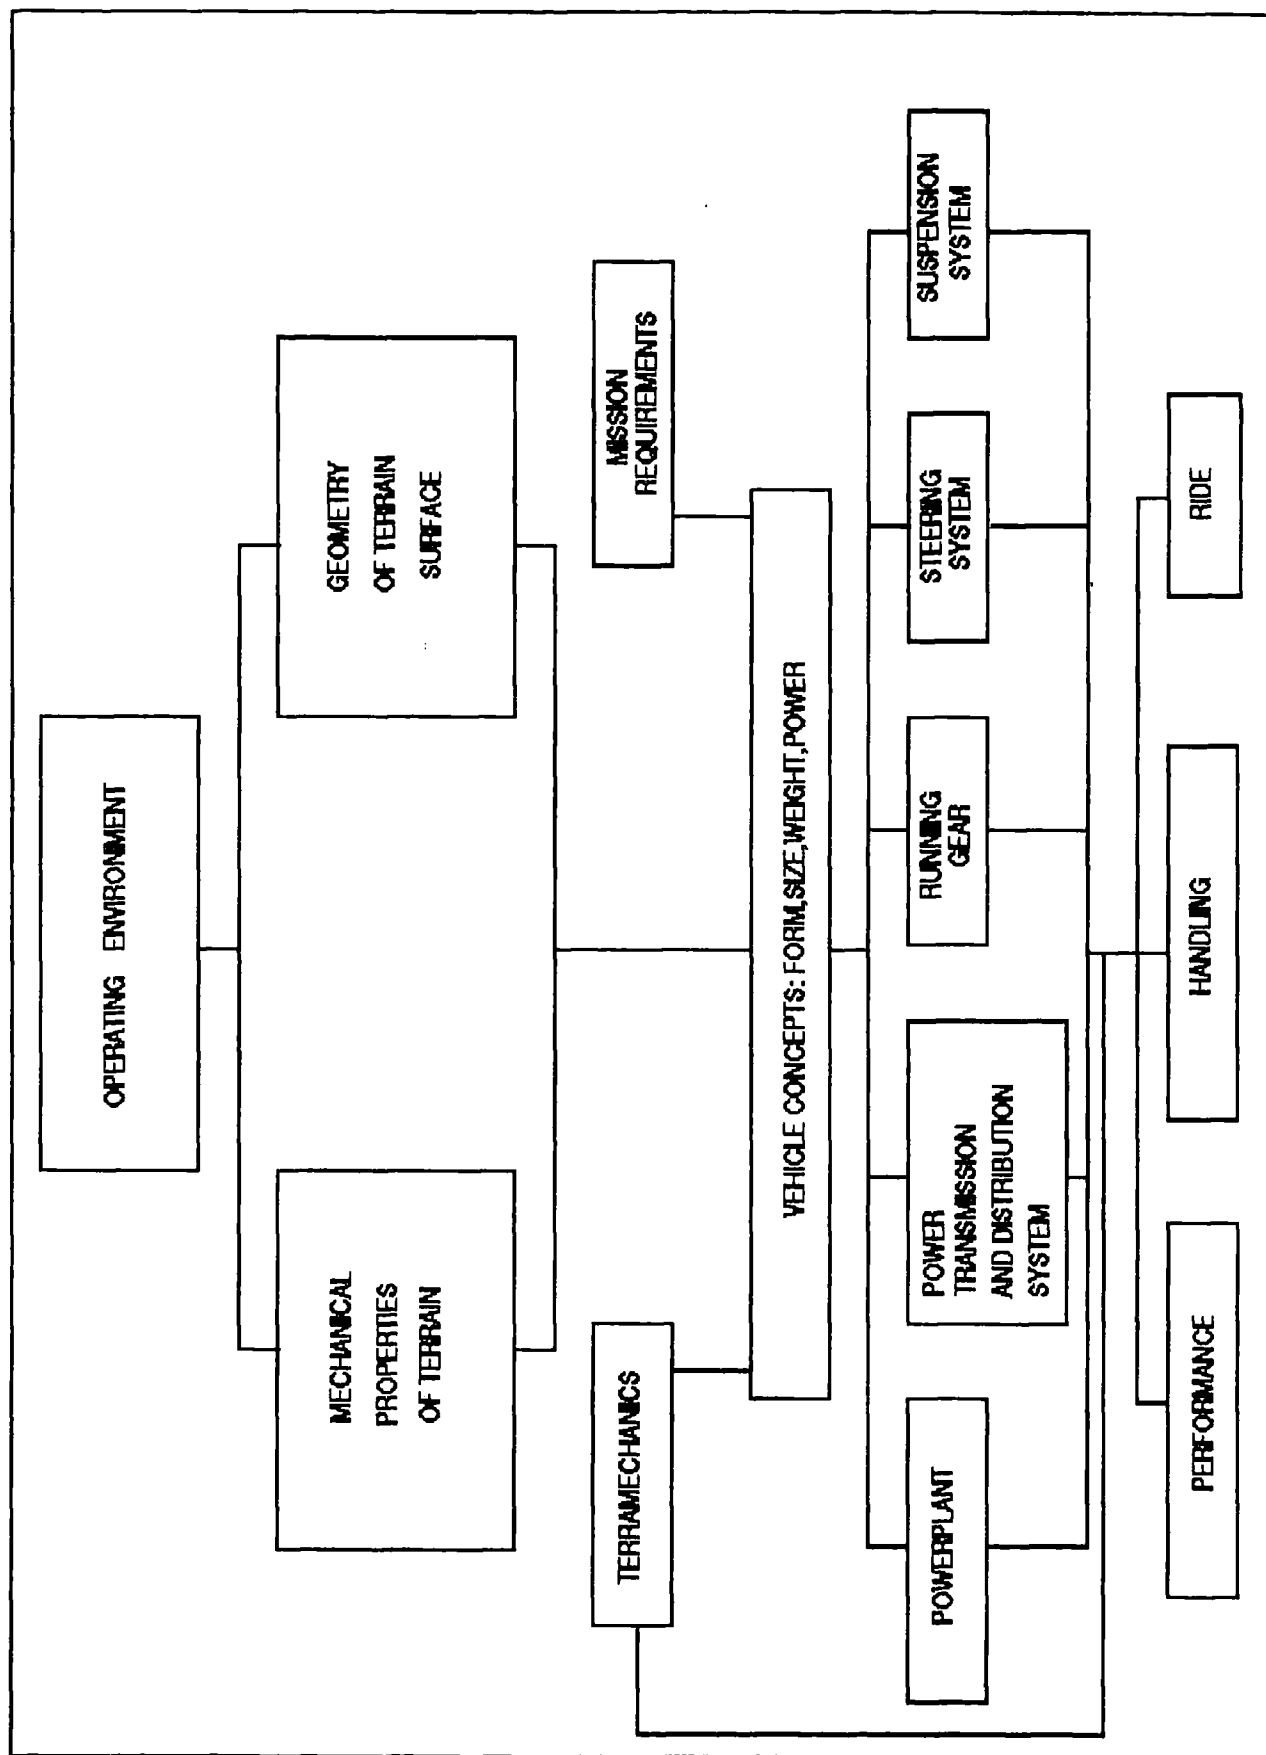 OPERATING ENVIRONMENT
MECHANICAL
PROPERTIES
OF TERRAIN
GEOMETRY
OF TERRAIN
SURFACE
TERRAMECHANICS
MISSION
REQUIREMENTS
VEHICLE CONCEPTS: FORM,SIZE,WEIGHT,POWER
POWERPLANT
POWER
TRANSMISSION
AND DISTRIBUTION
SYSTEM
RUNNING
GEAR
STEERING
SYSTEM
SUSPENSION
SYSTEM
PERFORMANCE
HANDLING
RIDE